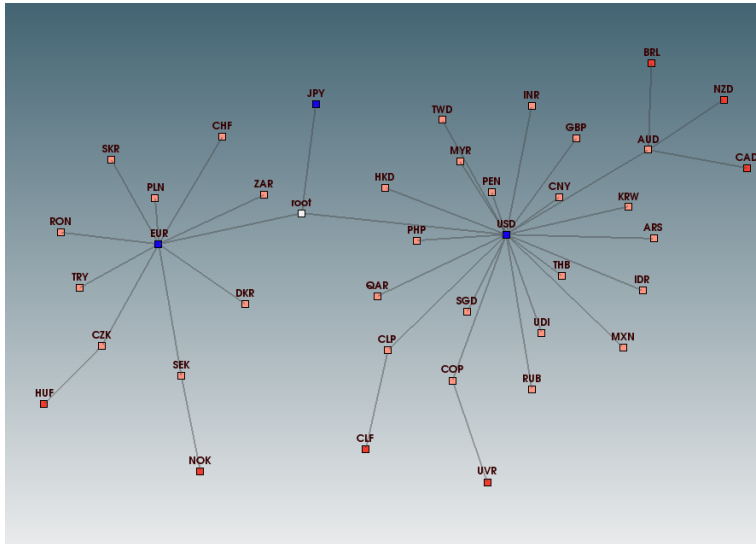 BRL
JPY
INR
NZD
TWD
CHF
GBP
AUD
SKR
MYR
CAD
HKD
PEN
PLN
ZAR
CNY
KRW
root
RON
EUR
PHP
USD
ARS
THB
TRY
QAR
IDR
DKR
SGD
UDI
CZK
CLP
MXN
SEK
COP
RUB
HUF
CLF
NOK
UVR